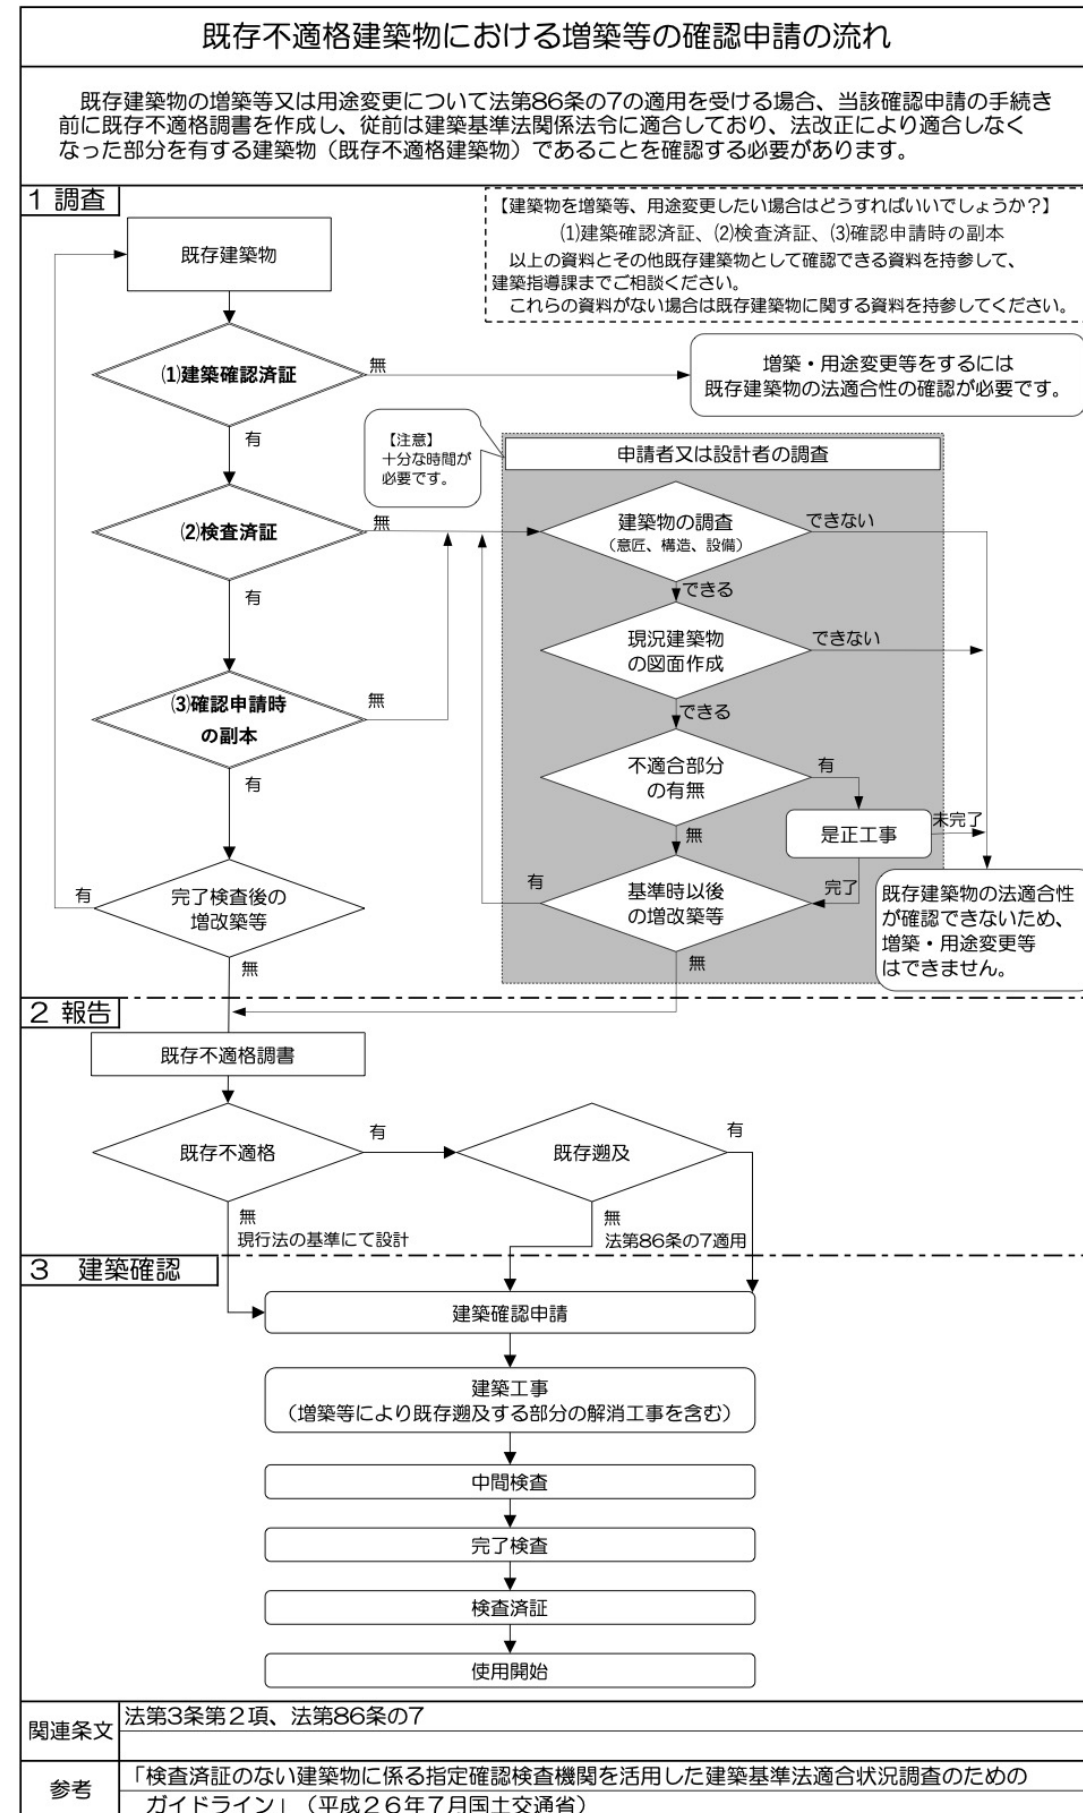 既存不適格建築物における増築等の確認申請の流れ
既存建築物の増築等又は用途変更について法第86条の7の適用を受ける場合、当該確認申請の手続き
前に既存不適格調書を作成し、従前は建築基準法関係法令に適合しており、法改正により適合しなく
なった部分を有する建築物（既存不適格建築物）であることを確認する必要があります。
1 調査
【建築物を増築等、用途変更したい場合はどうすればいいでしょうか？】
⑴建築確認済証、⑵検査済証、⑶確認申請時の副本
以上の資料とその他既存建築物として確認できる資料を持参して、
建築指導課までご相談ください。
これらの資料がない場合は既存建築物に関する資料を持参してください。
既存建築物
⑴建築確認済証
無
増築・用途変更等をするには
既存建築物の法適合性の確認が必要です。
有
【注意】
十分な時間が
必要です。
申請者又は設計者の調査
⑵検査済証
無
建築物の調査
（意匠、構造、設備）
できない
できる
有
現況建築物
の図面作成
できない
できる
⑶確認申請時
の副本
無
不適合部分
の有無
有
有
是正工事
未完了
無
完了
完了検査後の
増改築等
有
基準時以後
の増改築等
有
既存建築物の法適合性
が確認できないため、
増築・用途変更等
はできません。
無
無
2 報告
既存不適格調書
既存不適格
有
既存遡及
有
無
現行法の基準にて設計
無
法第86条の7適用
3 建築確認
建築確認申請
建築工事
（増築等により既存遡及する部分の解消工事を含む）
中間検査
完了検査
検査済証
使用開始
関連条文
法第3条第２項、法第86条の7
参考
「検査済証のない建築物に係る指定確認検査機関を活用した建築基準法適合状況調査のための
ガイドライン」（平成２６年７月国土交通省）